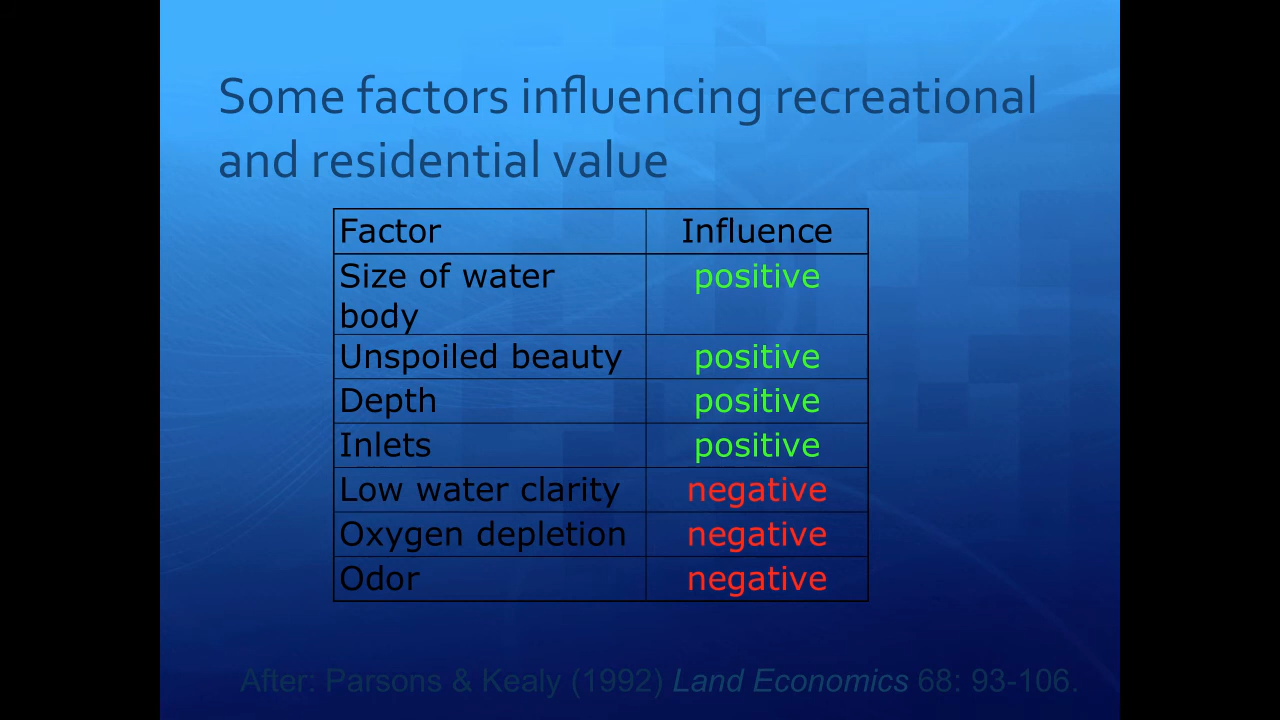 Some factors influencing recreational
and residential value
Factor Influence
Size of water positive
body
Unspoiled beauty positive
Depth positive
Inlets positive
Low water clarity negative
Oxygen depletion negative
Odor negative
After: Parsons & Kealy (1992) Land Economics 68: 93-106.